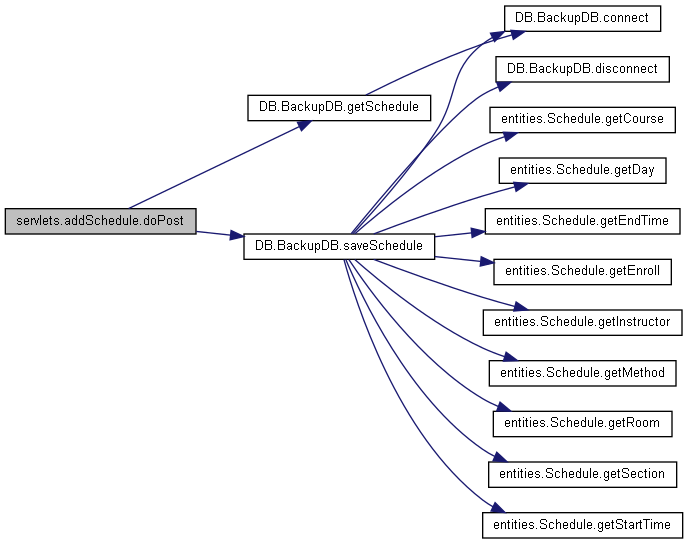 DB.BackupDB.connect
DB.BackupDB.disconnect
DB.BackupDB.getSchedule
entities.Schedule.getCourse
entities.Schedule.getDay
servlets.addSchedule.doPost
entities.Schedule.getEndTime
DB.BackupDB.saveSchedule
entities.Schedule.getEnroll
entities.Schedule.getInstructor
entities.Schedule.getMethod
entities.Schedule.getRoom
entities.Schedule.getSection
entities.Schedule.getStartTime